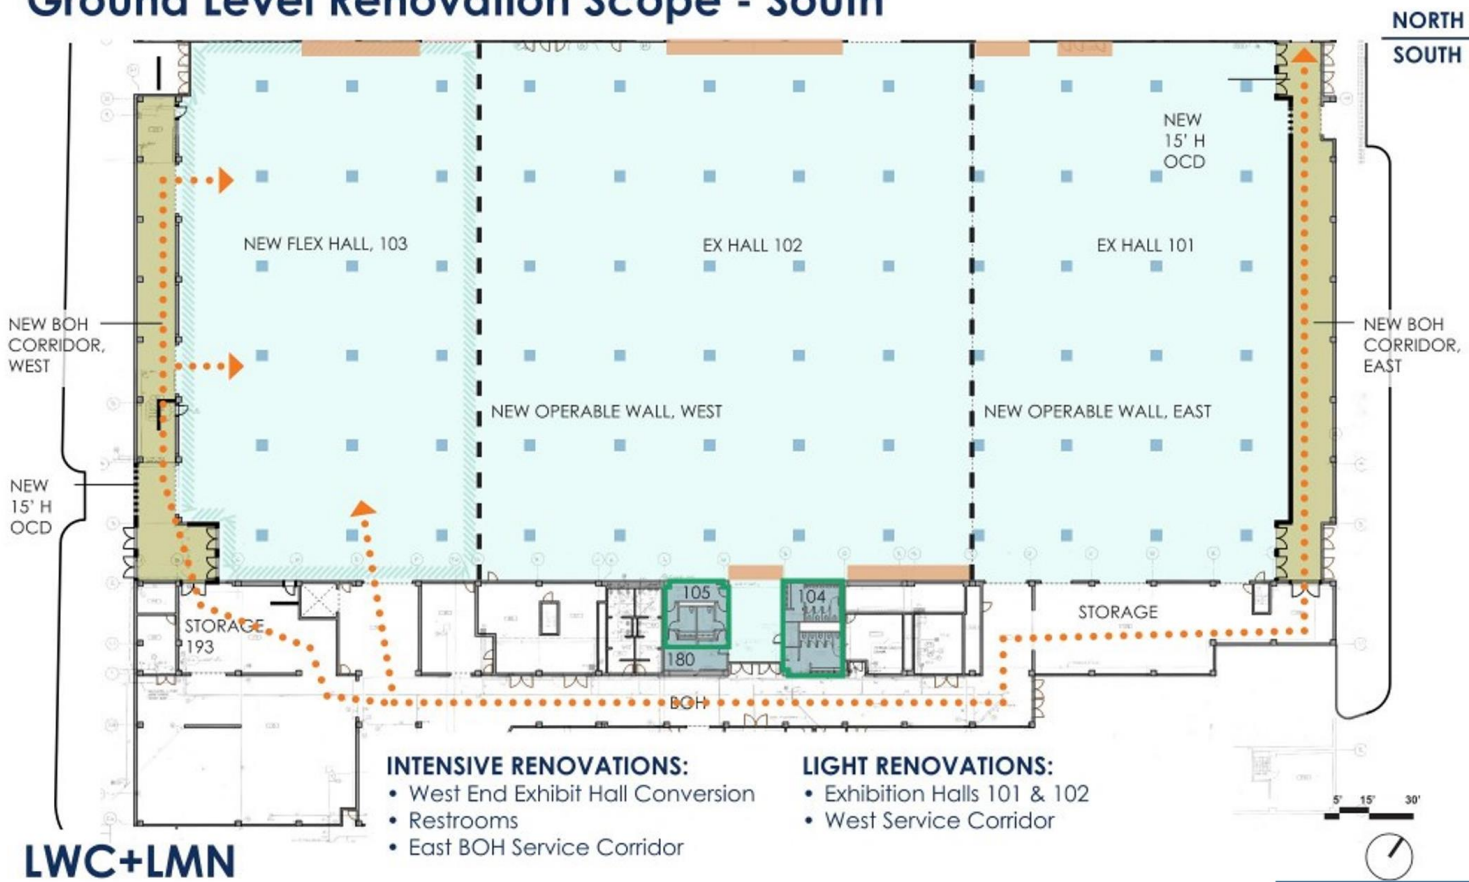 Ground Level Renovation Scope - South
NORTH
SOUTH
NEW
15' H
OCD
NEW FLEX HALL, 103
EX HALL 102
EX HALL 101
NEW BOH
CORRIDOR,
WEST
NEW BOH
CORRIDOR,
EAST
NEW OPERABLE WALL, WEST
NEW OPERABLE WALL, EAST
NEW
15' H
OCD
105
104
STORAGE
193
STORAGE
180
BOH
INTENSIVE RENOVATIONS:
• West End Exhibit Hall Conversion
• Restrooms
• East BOH Service Corridor
LIGHT RENOVATIONS:
• Exhibition Halls 101 & 102
• West Service Corridor
5' 15' 30'
LWC+LMN